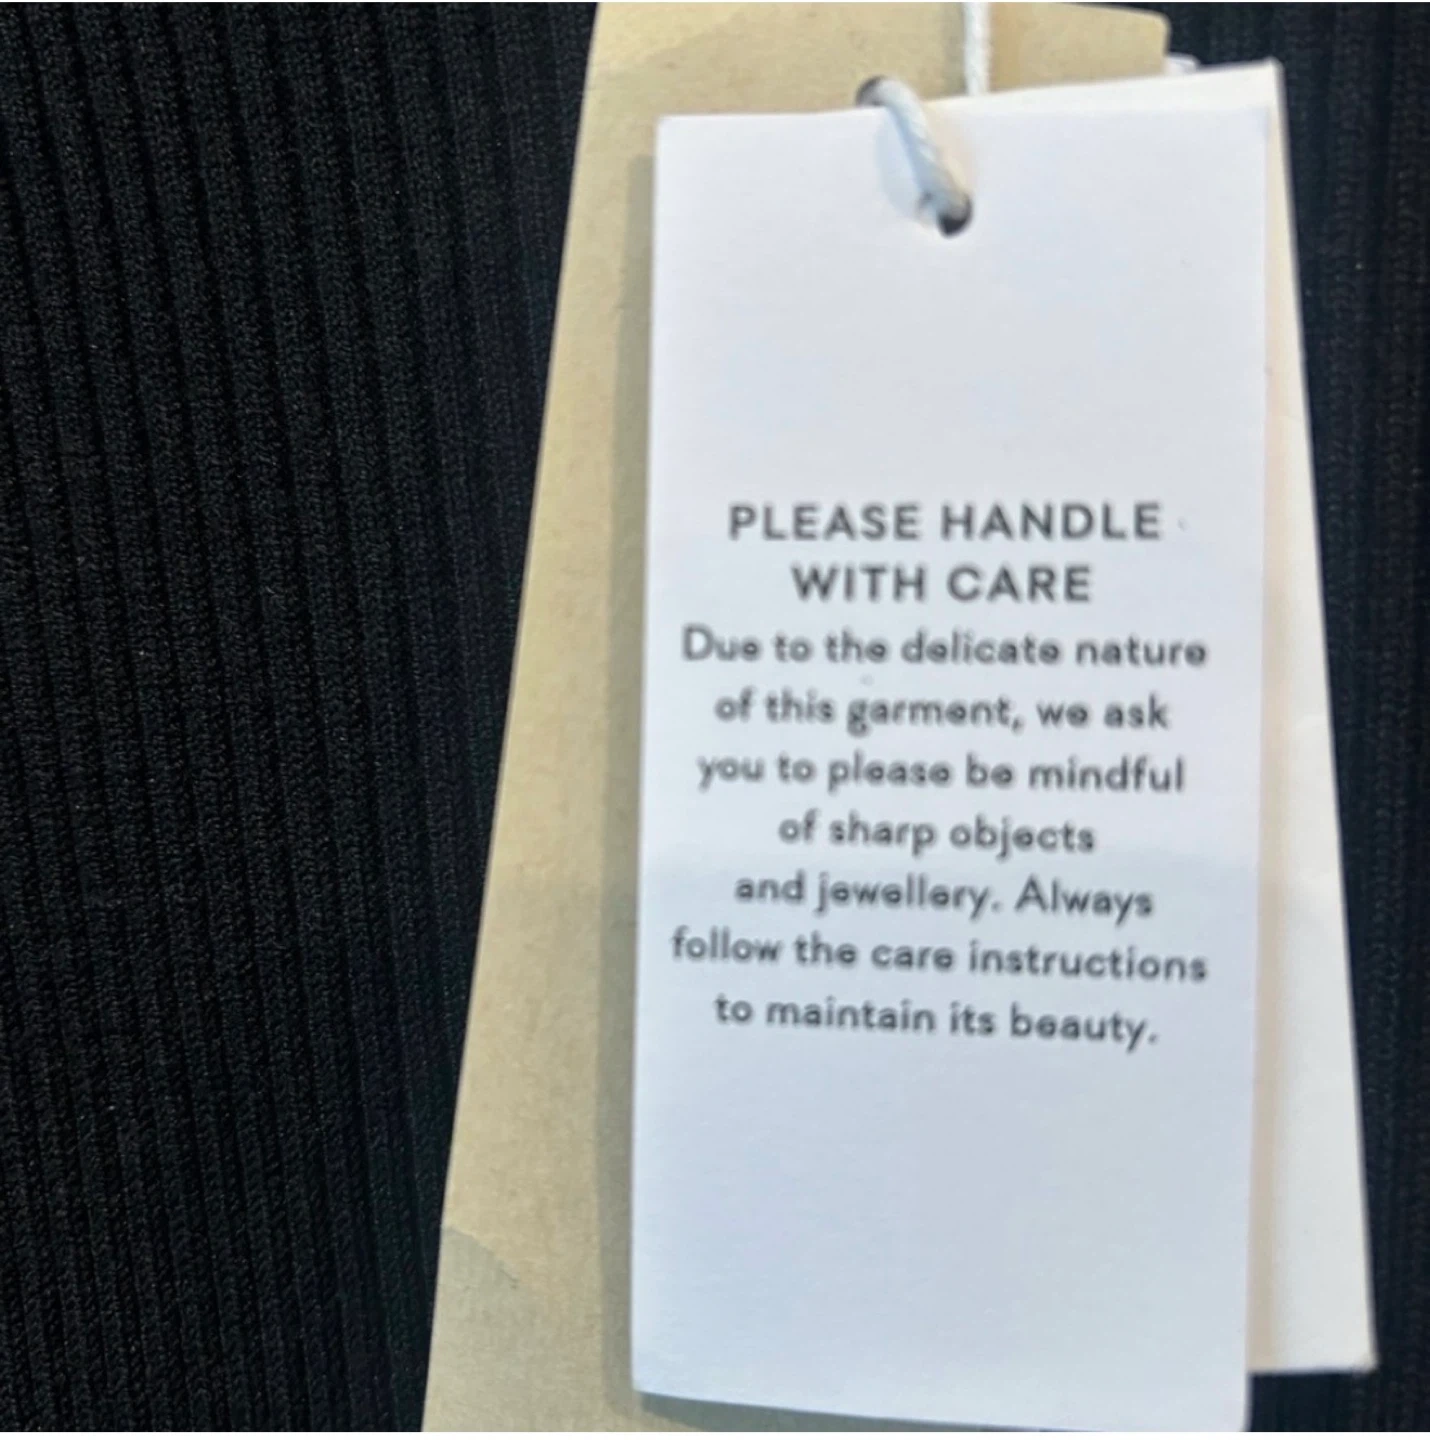 PLEASE HANDLE
WITH CARE
Due to the delicate nature
of this garment, we ask
you to please be mindful
of sharp objects
and jewellery. Always
follow the care instructions
to maintain its beauty.